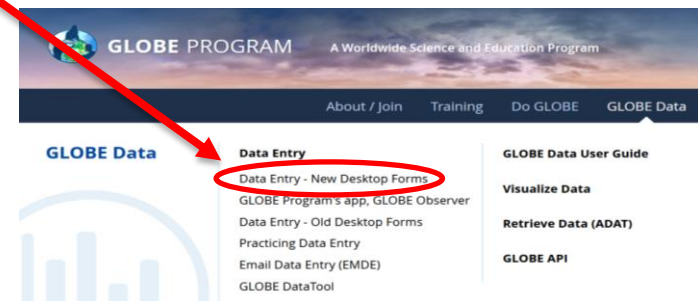 GLOBE PROGRAM A Worldwide Science and Education Program
About / Join Training Do GLOBE GLOBE Data
GLOBE Data
Data Entry
Data Entry - New Desktop Forms
GLOBE Program's app, GLOBE Observer
Data Entry - Old Desktop Forms
Practicing Data Entry
Email Data Entry (EMDE)
GLOBE DataTool
GLOBE Data User Guide
Visualize Data
Retrieve Data (ADAT)
GLOBE API